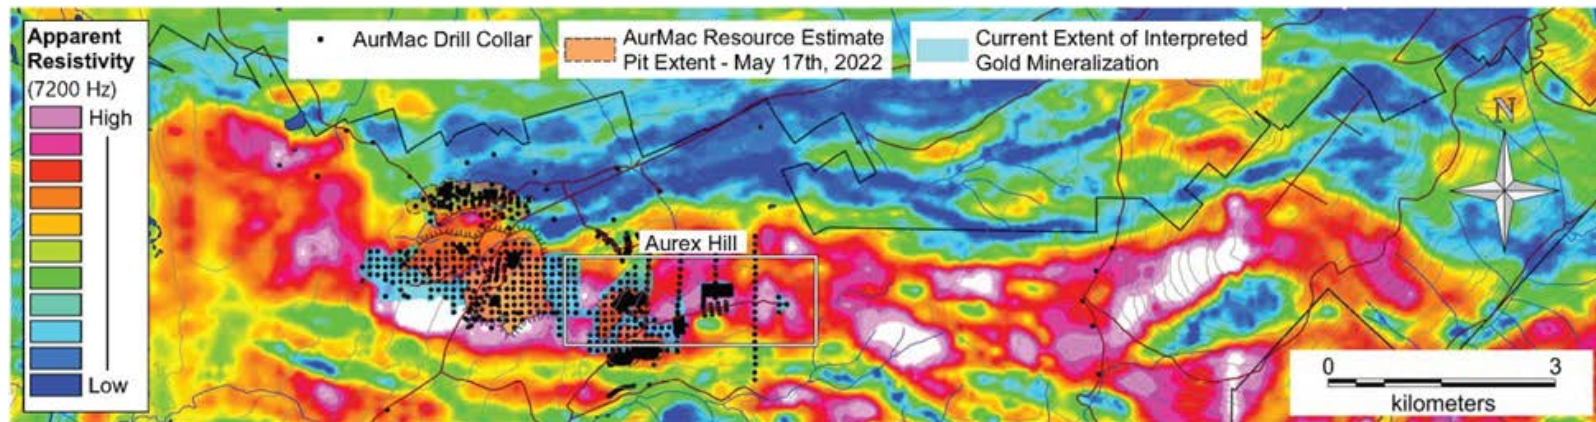 Apparent
Resistivity
(7200 Hz)
High
Low
AurMac Drill Collar
AurMac Resource Estimate
Pit Extent - May 17th, 2022
Current Extent of Interpreted
Gold Mineralization
N
Aurex Hill
0 3
kilometers